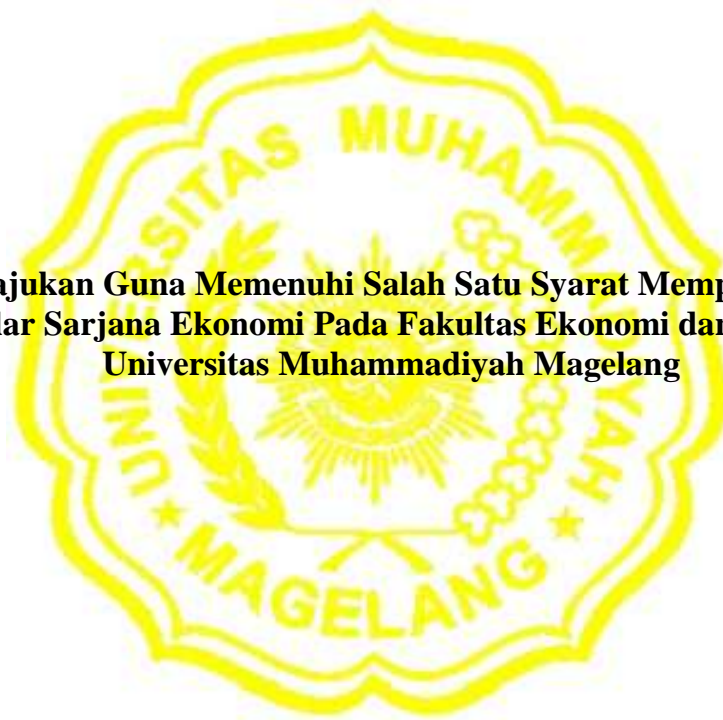 UNIVERSITAS MUHAMMADIYAH
ajukan Guna Memenuhi Salah Satu Syarat Memp
lar Sarjana Ekonomi Pada Fakultas Ekonomi dan
Universitas Muhammadiyah Magelang
MAGELANG